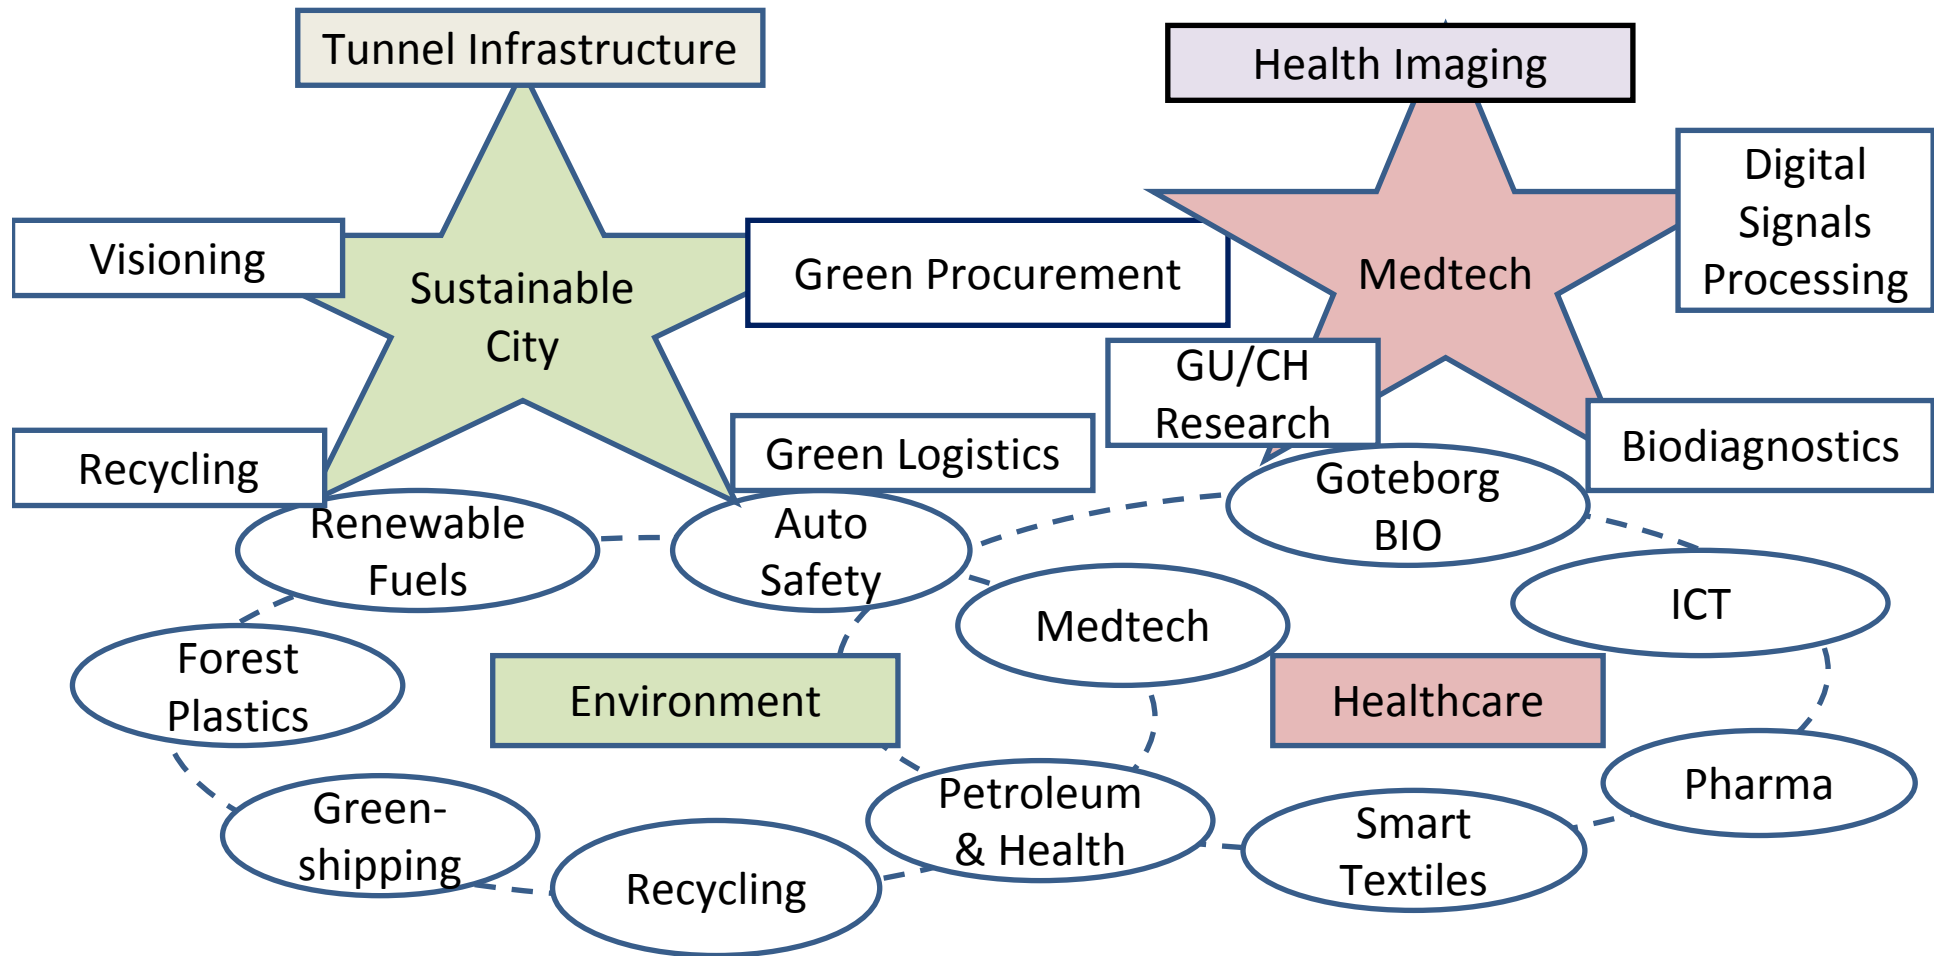 Tunnel Infrastructure
Health Imaging
Digital
Signals
Processing
Visioning
Sustainable
City
Green Procurement
Medtech
GU/CH
Research
Recycling
Green Logistics
Biodiagnostics
Renewable
Fuels
Auto
Safety
Goteborg
BIO
Medtech
ICT
Forest
Plastics
Environment
Healthcare
Green-
shipping
Recycling
Petroleum
& Health
Smart
Textiles
Pharma